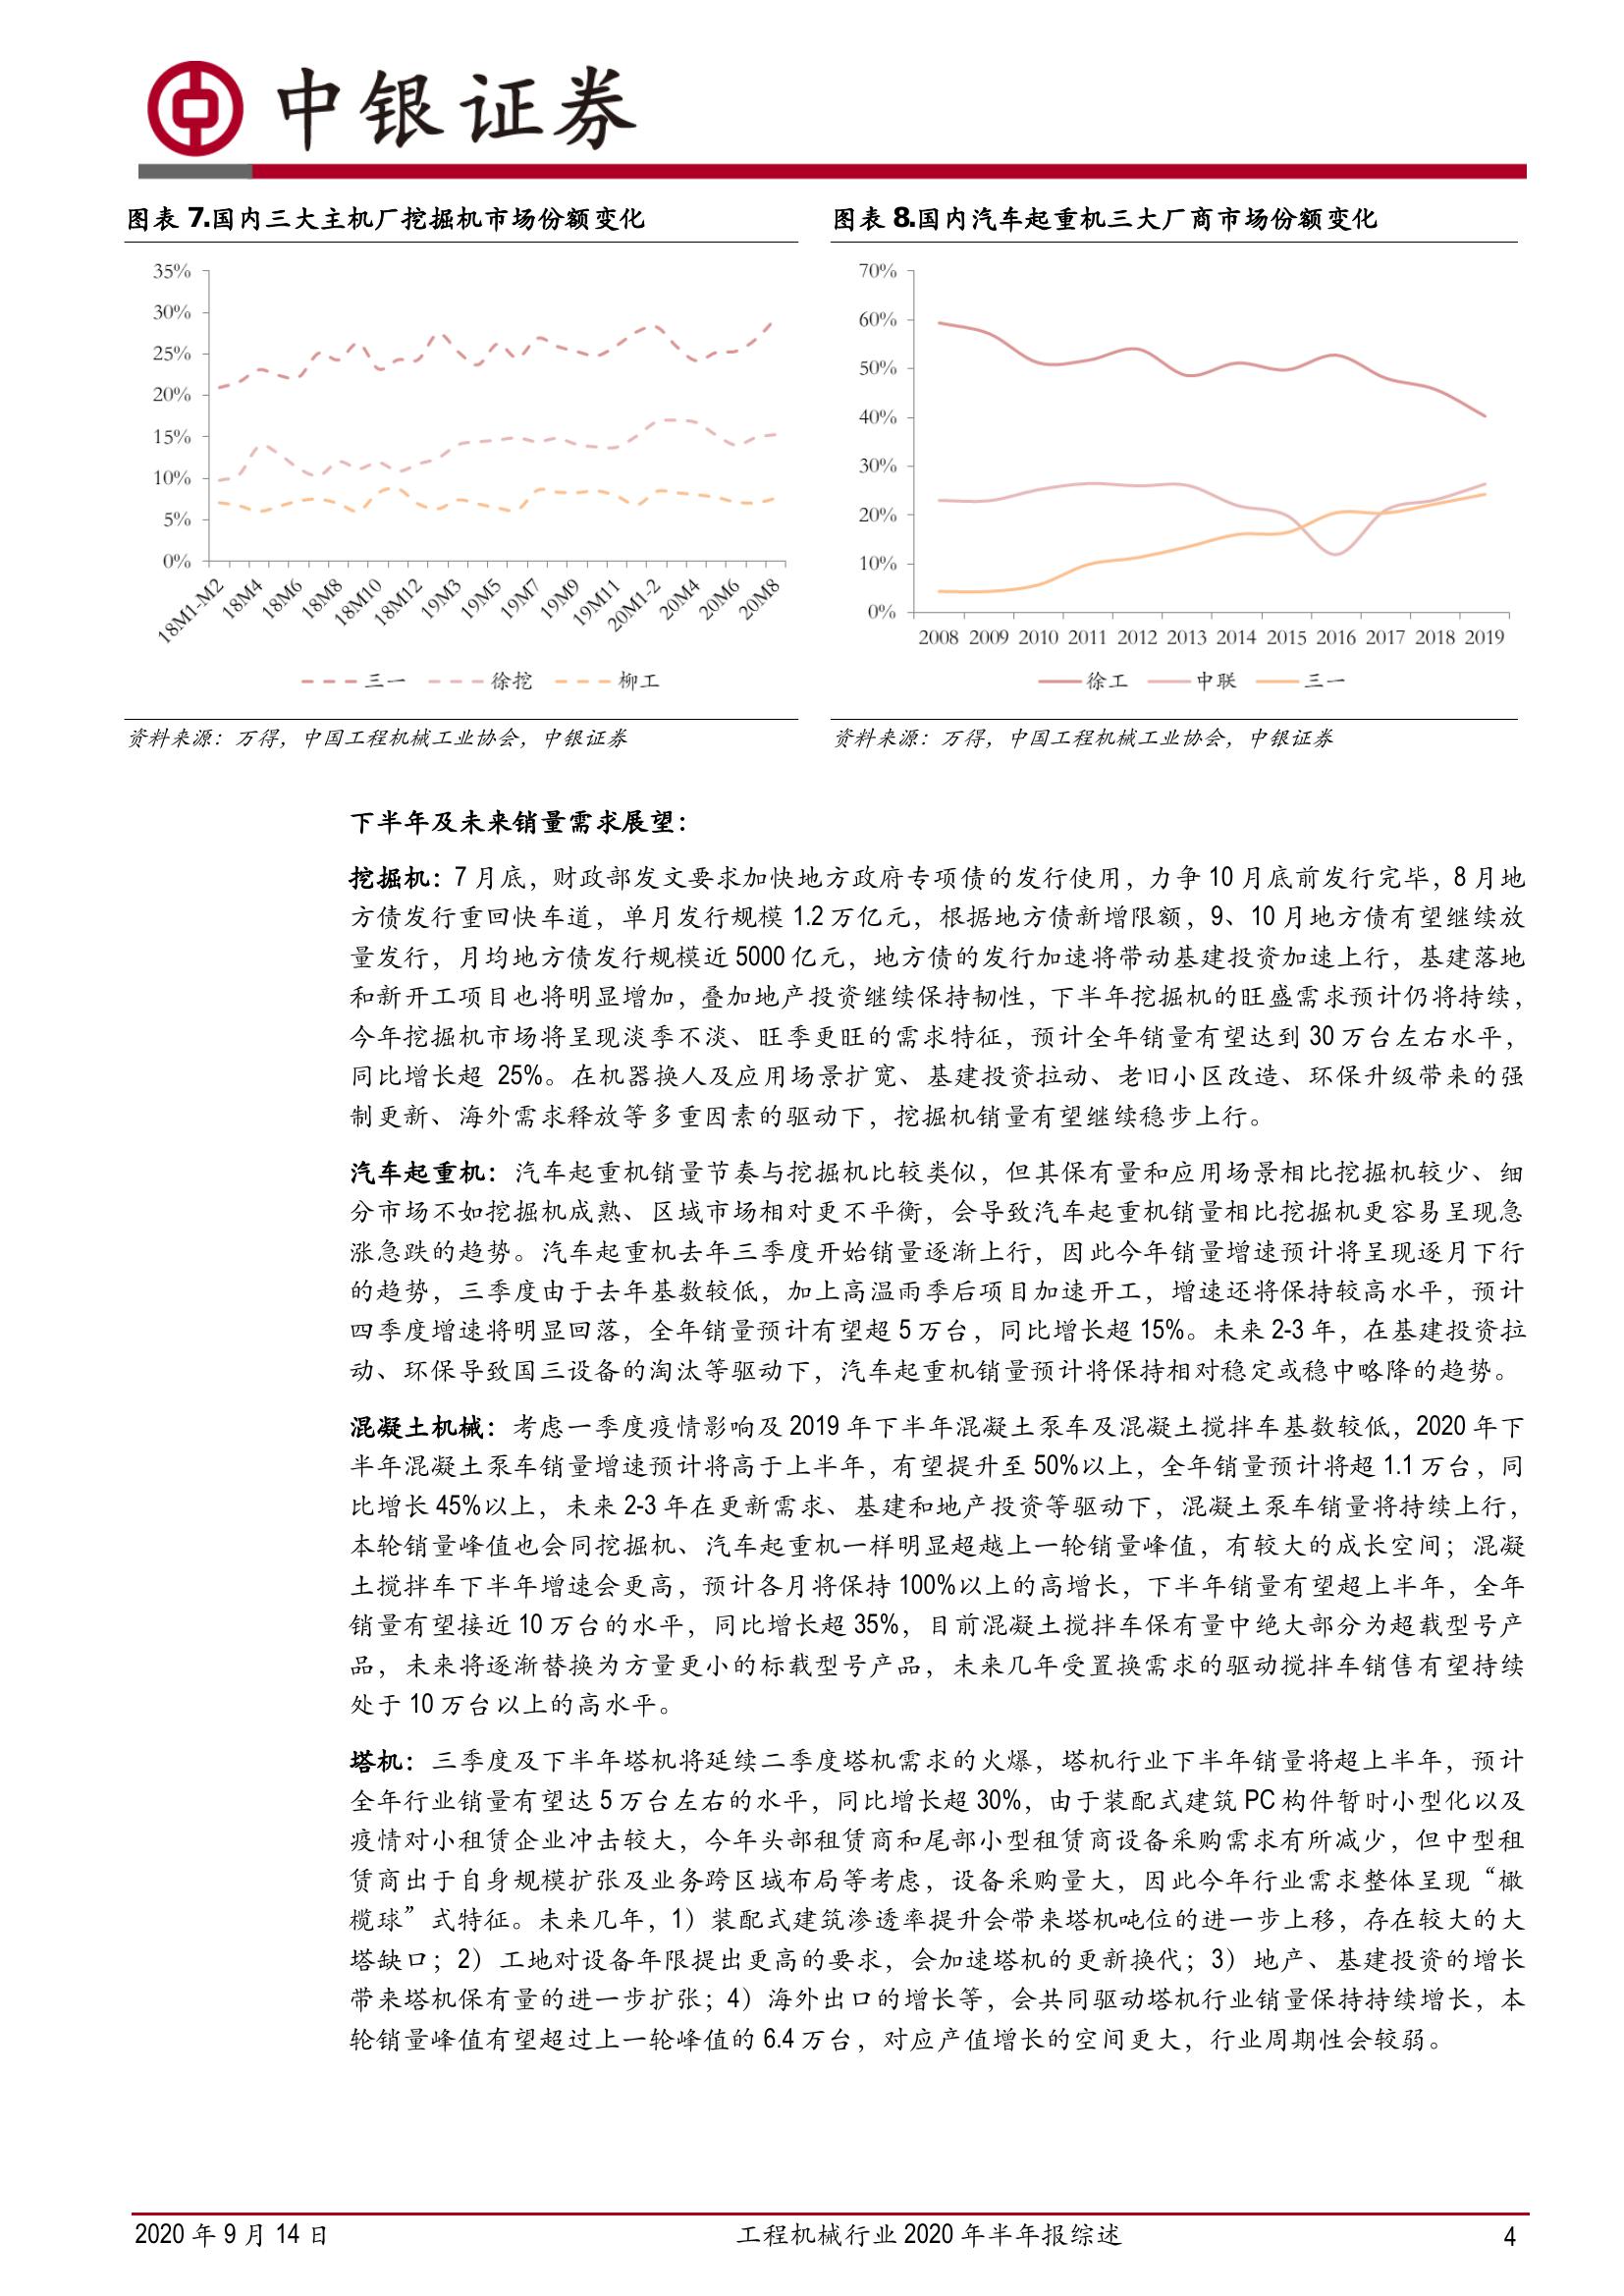 中银证券
图表 7.国内三大主机厂挖掘机市场份额变化
35%
30%
25%
20%
15%
10%
5%
0%
18M1-M2
18M4
18M6
18M8
18M10
18M12
19M3
19M5
19M7
19M9
19M11
20M1-2
20M4
20M6
20M8
三一 徐挖 柳工
资料来源：万得，中国工程机械工业协会，中银证券
图表 8.国内汽车起重机三大厂商市场份额变化
70%
60%
50%
40%
30%
20%
10%
0%
2008 2009 2010 2011 2012 2013 2014 2015 2016 2017 2018 2019
徐工 中联 三一
资料来源：万得，中国工程机械工业协会，中银证券
下半年及未来销量需求展望：
挖掘机：7 月底，财政部发文要求加快地方政府专项债的发行使用，力争 10 月底前发行完毕，8 月地
方债发行重回快车道，单月发行规模 1.2 万亿元，根据地方债新增限额，9、10 月地方债有望继续放
量发行，月均地方债发行规模近 5000 亿元，地方债的发行加速将带动基建投资加速上行，基建落地
和新开工项目也将明显增加，叠加地产投资继续保持韧性，下半年挖掘机的旺盛需求预计仍将持续，
今年挖掘机市场将呈现淡季不淡、旺季更旺的需求特征，预计全年销量有望达到 30 万台左右水平，
同比增长超 25%。在机器换人及应用场景扩宽、基建投资拉动、老旧小区改造、环保升级带来的强
制更新、海外需求释放等多重因素的驱动下，挖掘机销量有望继续稳步上行。
汽车起重机：汽车起重机销量节奏与挖掘机比较类似，但其保有量和应用场景相比挖掘机较少、细
分市场不如挖掘机成熟、区域市场相对更不平衡，会导致汽车起重机销量相比挖掘机更容易呈现急
涨急跌的趋势。汽车起重机去年三季度开始销量逐渐上行，因此今年销量增速预计将呈现逐月下行
的趋势，三季度由于去年基数较低，加上高温雨季后项目加速开工，增速还将保持较高水平，预计
四季度增速将明显回落，全年销量预计有望超 5 万台，同比增长超 15%。未来 2-3 年，在基建投资拉
动、环保导致国三设备的淘汰等驱动下，汽车起重机销量预计将保持相对稳定或稳中略降的趋势。
混凝土机械：考虑一季度疫情影响及 2019 年下半年混凝土泵车及混凝土搅拌车基数较低，2020 年下
半年混凝土泵车销量增速预计将高于上半年，有望提升至 50%以上，全年销量预计将超 1.1 万台，同
比增长 45%以上，未来 2-3 年在更新需求、基建和地产投资等驱动下，混凝土泵车销量将持续上行，
本轮销量峰值也会同挖掘机、汽车起重机一样明显超越上一轮销量峰值，有较大的成长空间；混凝
土搅拌车下半年增速会更高，预计各月将保持 100%以上的高增长，下半年销量有望超上半年，全年
销量有望接近 10 万台的水平，同比增长超 35%，目前混凝土搅拌车保有量中绝大部分为超载型号产
品，未来将逐渐替换为方量更小的标载型号产品，未来几年受置换需求的驱动搅拌车销售有望持续
处于 10 万台以上的高水平。
塔机：三季度及下半年塔机将延续二季度塔机需求的火爆，塔机行业下半年销量将超上半年，预计
全年行业销量有望达 5 万台左右的水平，同比增长超 30%，由于装配式建筑 PC 构件暂时小型化以及
疫情对小租赁企业冲击较大，今年头部租赁商和尾部小型租赁商设备采购需求有所减少，但中型租
赁商出于自身规模扩张及业务跨区域布局等考虑，设备采购量大，因此今年行业需求整体呈现“橄
榄球”式特征。未来几年，1）装配式建筑渗透率提升会带来塔机吨位的进一步上移，存在较大的大
塔缺口；2）工地对设备年限提出更高的要求，会加速塔机的更新换代；3）地产、基建投资的增长
带来塔机保有量的进一步扩张；4）海外出口的增长等，会共同驱动塔机行业销量保持持续增长，本
轮销量峰值有望超过上一轮峰值的 6.4 万台，对应产值增长的空间更大，行业周期性会较弱。
2020 年 9 月 14 日 工程机械行业 2020 年半年报综述 4